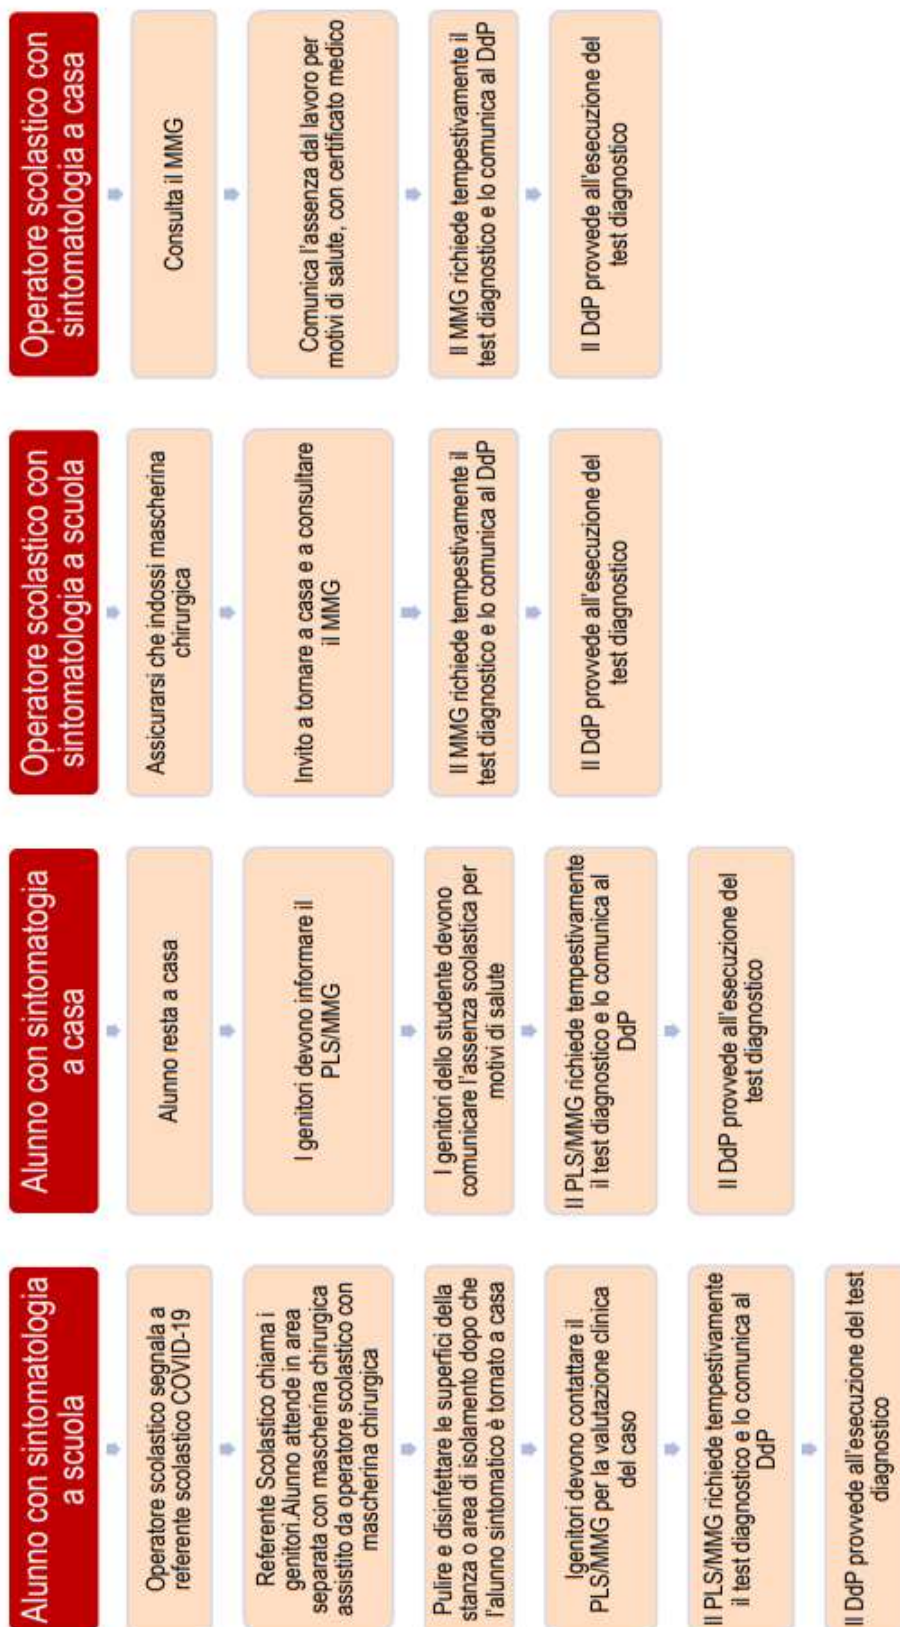 Alunno con sintomatologia
a scuola
Operatore scolastico segnala a
referente scolastico COVID-19
Referente Scolastico chiama i
genitori.Alunno attende in area
separata con mascherina chirurgica
assistito da operatore scolastico con
mascherina chirurgica
Pulire e disinfettare le superfici della
stanza o area di isolamento dopo che
l'alunno sintomatico è tornato a casa
Igenitori devono contattare il
PLS/MMG per la valutazione clinica
del caso
Il PLS/MMG richiede tempestivamente
il test diagnostico e lo comunica al
DdP
Il DdP provvede all'esecuzione del test
diagnostico
Alunno con sintomatogia
a casa
Alunno resta a casa
I genitori devono informare il
PLS/MMG
I genitori dello studente devono
comunicare l'assenza scolastica per
motivi di salute
Il PLS/MMG richiede tempestivamente
il test diagnostico e lo comunica al
DdP
Il DdP provvede all'esecuzione del
test diagnostico
Operatore scolastico con
sintomatologia a scuola
Assicurarsi che indossi mascherina
chirurgica
Invito a tornare a casa e a consultare
il MMG
Il MMG richiede tempestivamente il
test diagnostico e lo comunica al DdP
Il DdP provvede all'esecuzione del
test diagnostico
Operatore scolastico con
sintomatologia a casa
Consulta il MMG
Comunica l'assenza dal lavoro per
motivi di salute, con certificato medico
Il MMG richiede tempestivamente il
test diagnostico e lo comunica al DdP
Il DdP provvede all'esecuzione del
test diagnostico